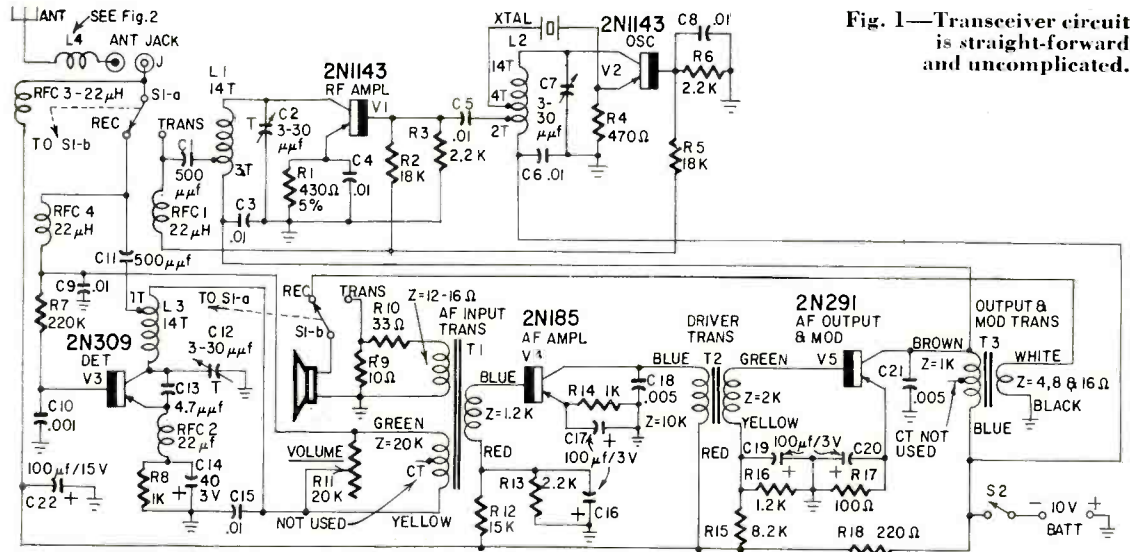 Fig. 1—Transceiver circuit
is straight-forward
and uncomplicated.
ANT
SEE Fig.2
L4
ANT JACK
J
RFC 3-22μH
S1-a
REC
TRANS
TO S1-b
C1
500
μμf
RFC 1
22μH
L1
14T
3T
C2
T
3-30
μμf
2N1143
RF AMPL
V1
R1
430Ω
5%
C4
.01
C3
.01
R2
18K
R3
2.2K
C5
.01
XTAL
L2
14T
4T
2T
C7
3-
30
μμf
C6 .01
2N1143
OSC
V2
R4
470Ω
C8 .01
R6
2.2K
R5
18K
RFC 4
22μH
C11
500μμf
C9
.01
R7
220K
1T
L3
14T
TO S1-a
C12
3-30μμf
T
2N309
DET
V3
C13
4.7μμf
RFC 2
22μf
C10
.001
100μf/15V
C22
+
R8
1K
C14
40
3V
+
C15
.01
REC
TRANS
S1-b
R10
33Ω
R9
10Ω
Z=12-16Ω
AF INPUT
TRANS
T1
GREEN
Z=20K
VOLUME
R11
20K
CT
NOT USED
YELLOW
BLUE
Z=1.2K
RED
2N185
AF AMPL
V4
R14 1K
C17
+
100μf/3V
C18
.005
R13
2.2K
C16
+
R12
15K
BLUE
Z=10K
RED
DRIVER
TRANS
T2
GREEN
Z=2K
YELLOW
C19
100μf/3V
C20
+
+
R16
1.2K
R17
100Ω
R15
8.2K
R18 220Ω
2N291
AF OUTPUT
& MOD
V5
C21
.005
BROWN
Z=1K
CT NOT
USED
BLUE
OUTPUT &
MOD TRANS
T3
WHITE
Z=4,8 & 16Ω
BLACK
S2
−
10V
+
BATT